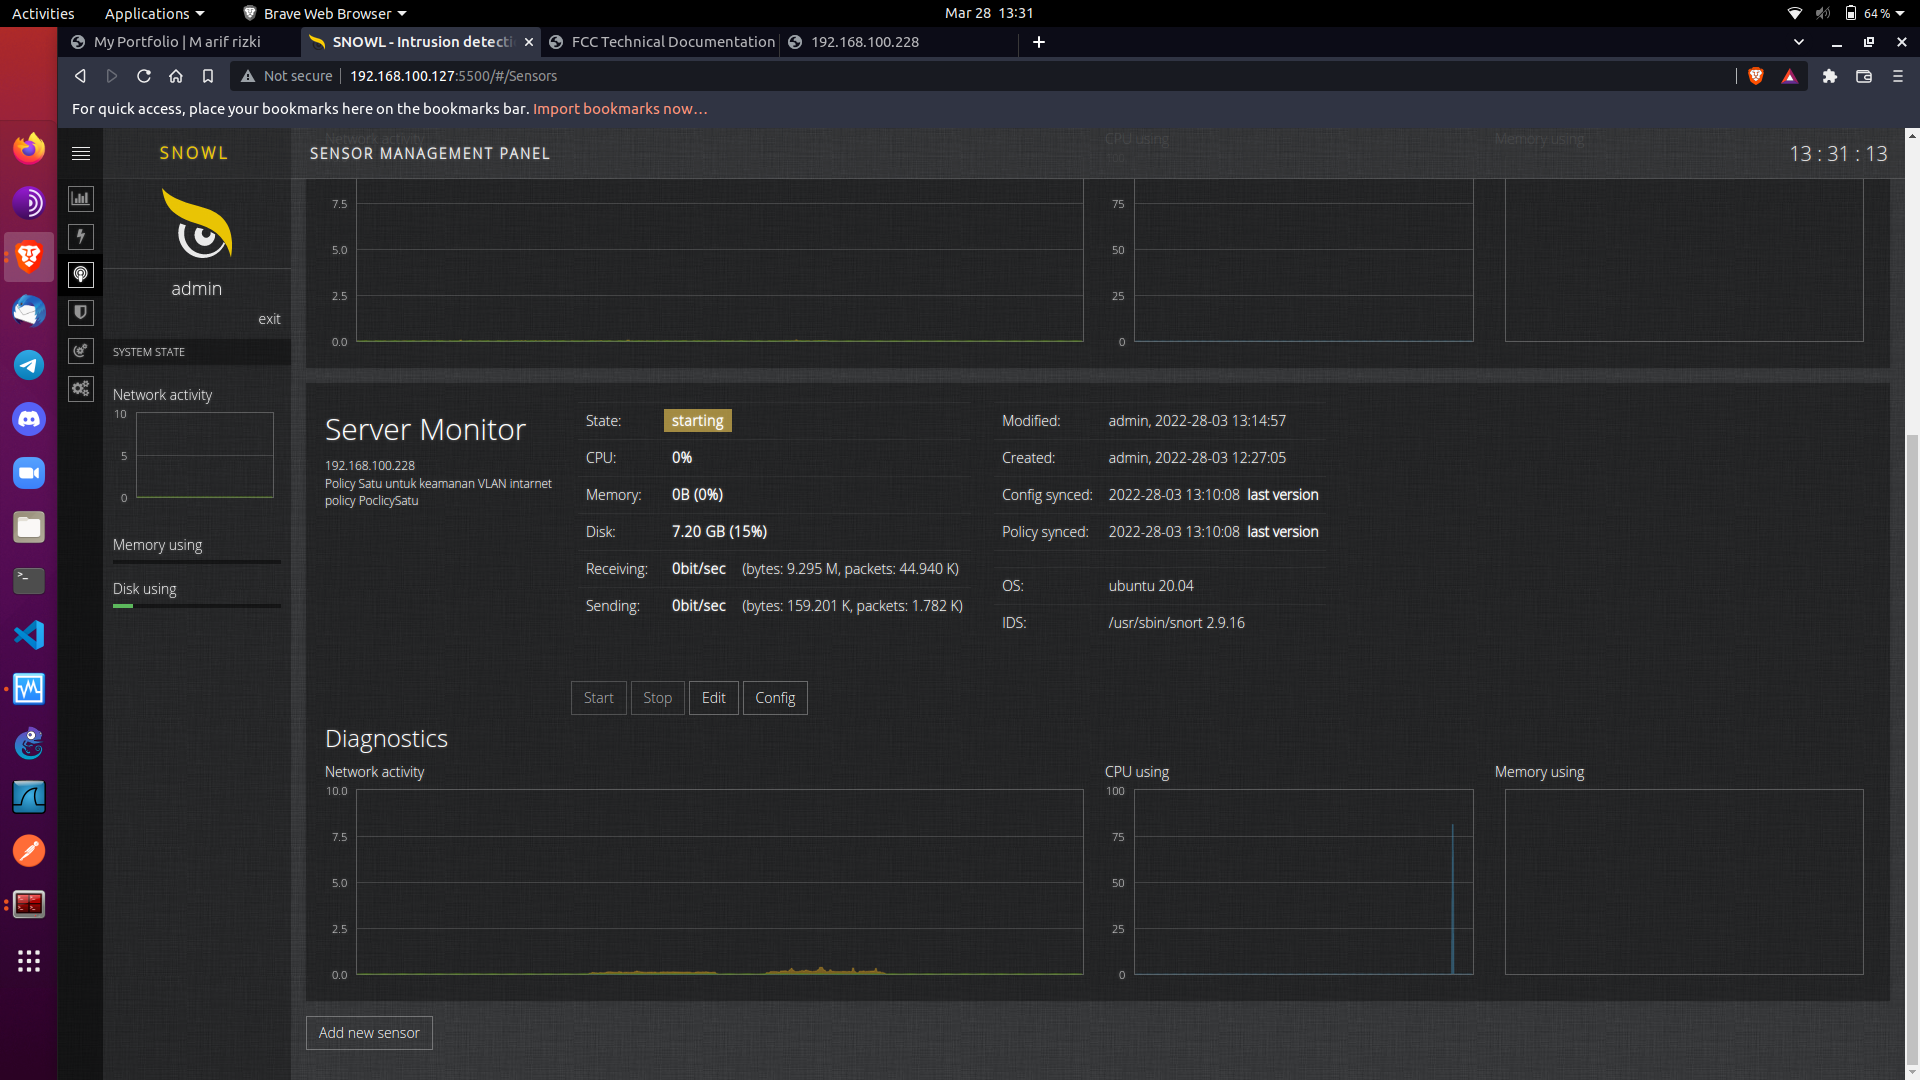 Activities
Applications
Brave Web Browser
Mar 28 13:31
64 %
My Portfolio | M arif rizki
SNOWL - Intrusion detecti
FCC Technical Documentation
192.168.100.228
Not secure
192.168.100.127:5500/#/Sensors
For quick access, place your bookmarks here on the bookmarks bar. Import bookmarks now…
SNOWL
SENSOR MANAGEMENT PANEL
13 : 31 : 13
Network activity
CPU using
Memory using
admin
exit
SYSTEM STATE
Network activity
10
5
0
Memory using
Disk using
7.5
5.0
2.5
0.0
75
50
25
0
Server Monitor
192.168.100.228
Policy Satu untuk keamanan VLAN intarnet
policy PoclicySatu
State: starting
CPU: 0%
Memory: 0B (0%)
Disk: 7.20 GB (15%)
Receiving: 0bit/sec (bytes: 9.295 M, packets: 44.940 K)
Sending: 0bit/sec (bytes: 159.201 K, packets: 1.782 K)
Modified: admin, 2022-28-03 13:14:57
Created: admin, 2022-28-03 12:27:05
Config synced: 2022-28-03 13:10:08 last version
Policy synced: 2022-28-03 13:10:08 last version
OS: ubuntu 20.04
IDS: /usr/sbin/snort 2.9.16
Start
Stop
Edit
Config
Diagnostics
Network activity
10.0
7.5
5.0
2.5
0.0
CPU using
100
75
50
25
0
Memory using
Add new sensor